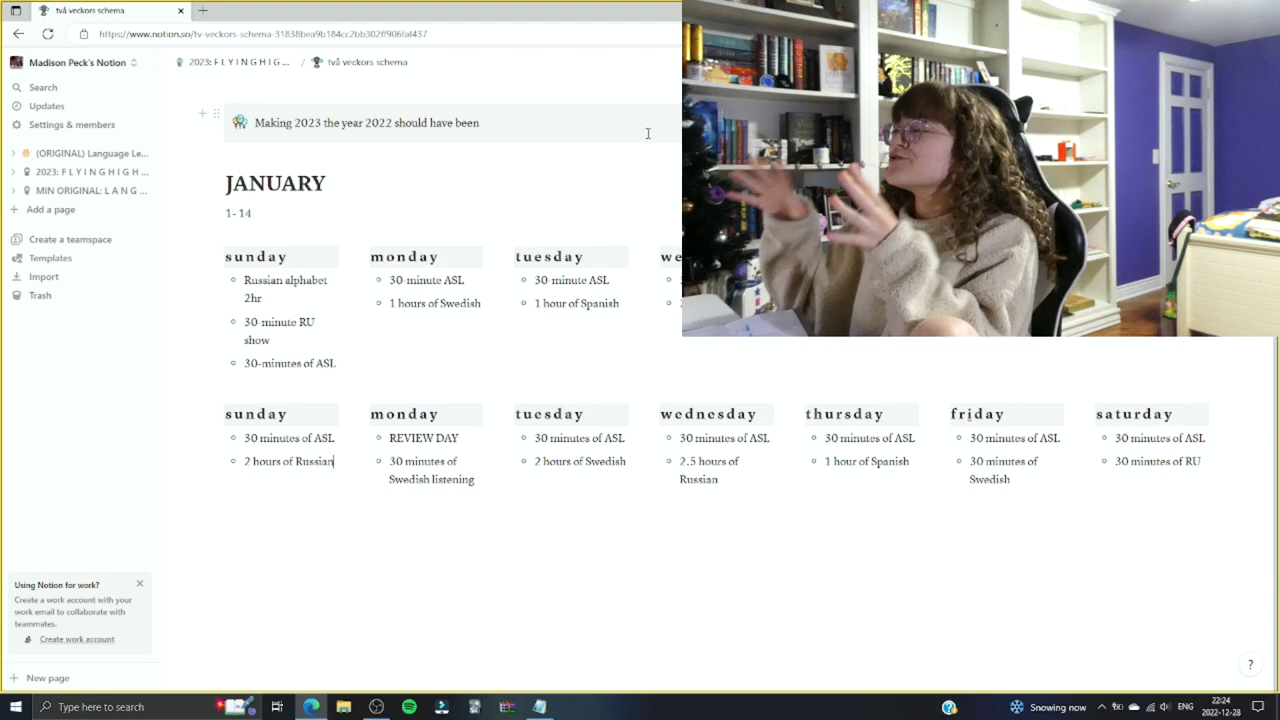 två veckors schema
https://www.notion.so/tv-veckors-schema-31838bea9b184cc2bb302ff906faf437
Madison Peck's Notion
2023: F L Y I N G H I G ... / två veckors schema
Search
Updates
Settings & members
(ORIGINAL) Language Le...
2023: F L Y I N G H I G H ...
MIN ORIGINAL: L A N G ...
Add a page
Create a teamspace
Templates
Import
Trash
Making 2023 the year 2022 should have been
JANUARY
1- 14
sunday monday tuesday we
Russian alphabet
2hr
30-minute RU
show
30-minutes of ASL
30-minute ASL
1 hours of Swedish
30-minute ASL
1 hour of Spanish
sunday monday tuesday wednesday thursday friday saturday
30 minutes of ASL
2 hours of Russian
REVIEW DAY
30 minutes of
Swedish listening
30 minutes of ASL
2 hours of Swedish
30 minutes of ASL
2.5 hours of
Russian
30 minutes of ASL
1 hour of Spanish
30 minutes of ASL
30 minutes of
Swedish
30 minutes of ASL
30 minutes of RU
Using Notion for work?
Create a work account with your
work email to collaborate with
teammates.
Create work account
New page
?
Type here to search
Snowing now
ENG
22:24
2022-12-28